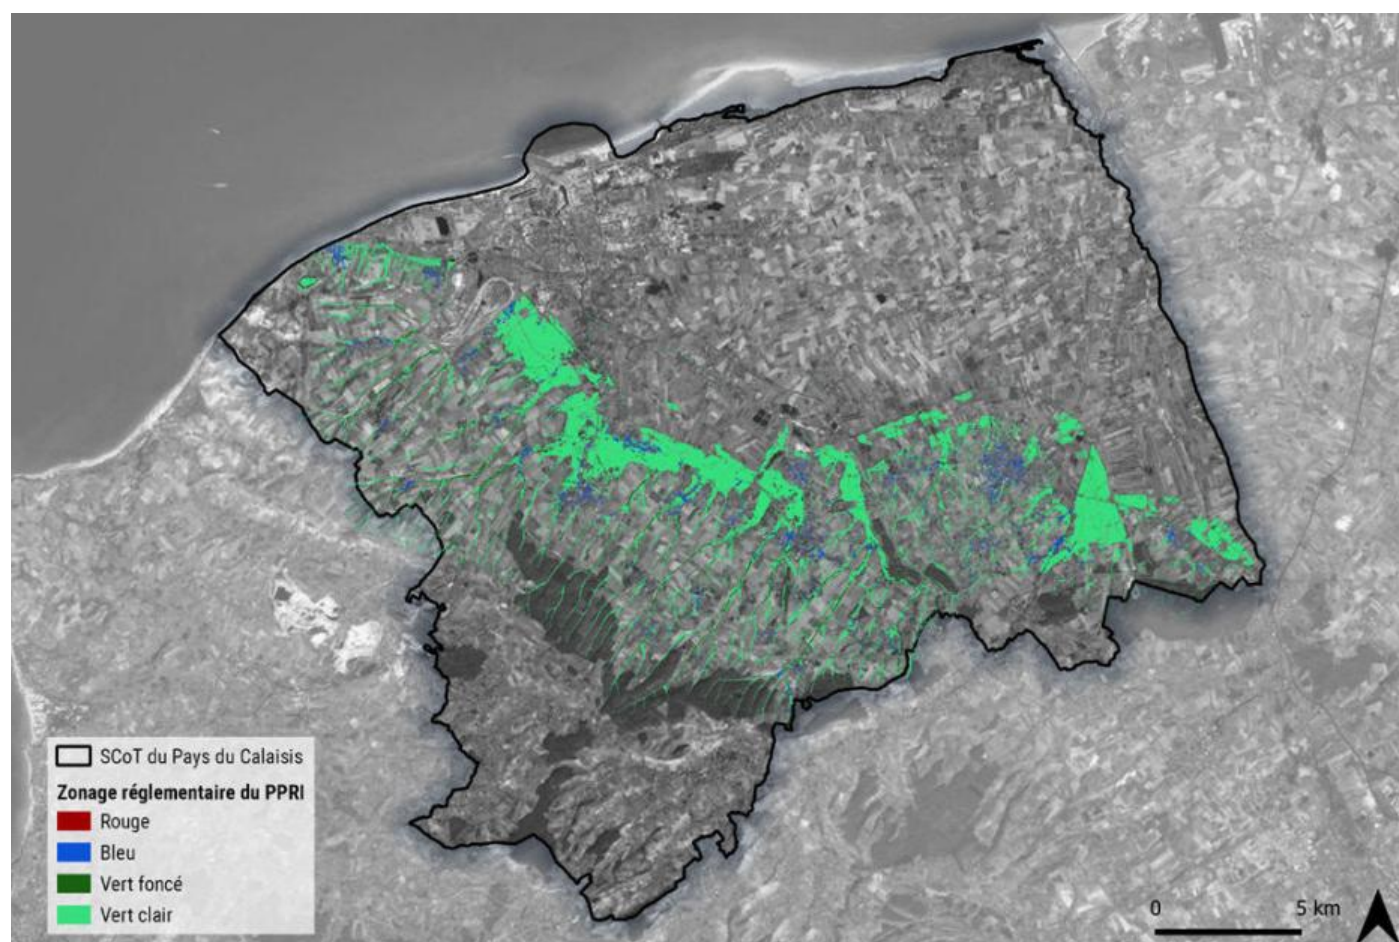 SCoT du Pays du Calaisis
Zonage réglementaire du PPRI
Rouge
Bleu
Vert foncé
Vert clair
0 5 km